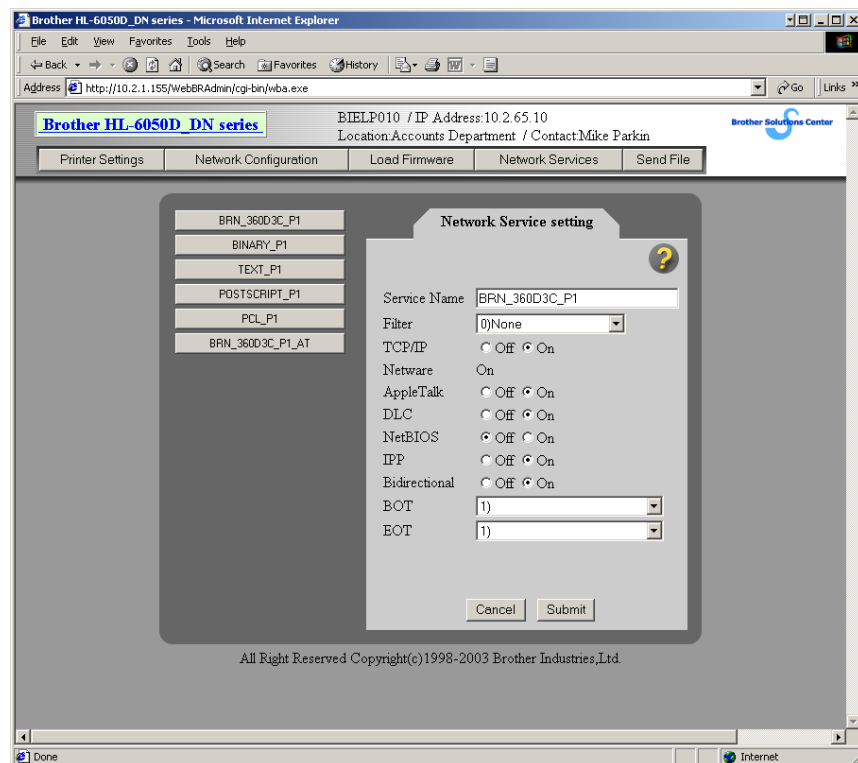 Brother HL-6050D_DN series - Microsoft Internet Explorer
File Edit View Favorites Tools Help
Back Search Favorites History
Address http://10.2.1.155/WebBRAdmin/cgi-bin/wba.exe Go Links »
Brother HL-6050D_DN series
BIELP010 / IP Address:10.2.65.10
Location:Accounts Department / Contact:Mike Parkin
Brother Solutions Center
Printer Settings Network Configuration Load Firmware Network Services Send File
BRN_360D3C_P1
BINARY_P1
TEXT_P1
POSTSCRIPT_P1
PCL_P1
BRN_360D3C_P1_AT
Network Service setting
?
Service Name BRN_360D3C_P1
Filter 0)None
TCP/IP Off On
Netware On
AppleTalk Off On
DLC Off On
NetBIOS Off On
IPP Off On
Bidirectional Off On
BOT 1)
EOT 1)
Cancel Submit
All Right Reserved Copyright(c)1998-2003 Brother Industries,Ltd.
Done Internet